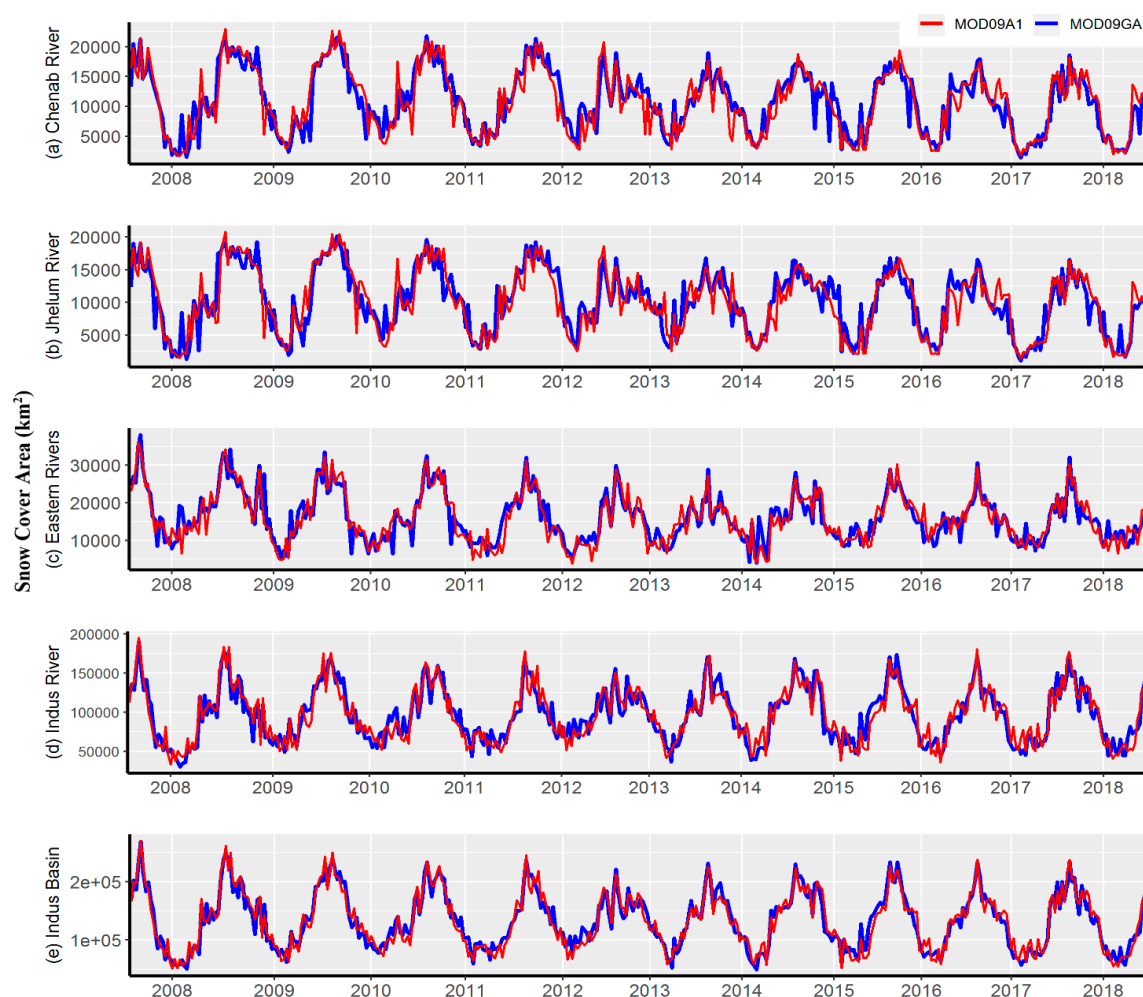 MOD09A1 MOD09GA
(a) Chenab River
20000
15000
10000
5000
2008 2009 2010 2011 2012 2013 2014 2015 2016 2017 2018
(b) Jhelum River
20000
15000
10000
5000
2008 2009 2010 2011 2012 2013 2014 2015 2016 2017 2018
Snow Cover Area (km²)
(c) Eastern Rivers
30000
20000
10000
2008 2009 2010 2011 2012 2013 2014 2015 2016 2017 2018
(d) Indus River
200000
150000
100000
50000
2008 2009 2010 2011 2012 2013 2014 2015 2016 2017 2018
(e) Indus Basin
2e+05
1e+05
2008 2009 2010 2011 2012 2013 2014 2015 2016 2017 2018